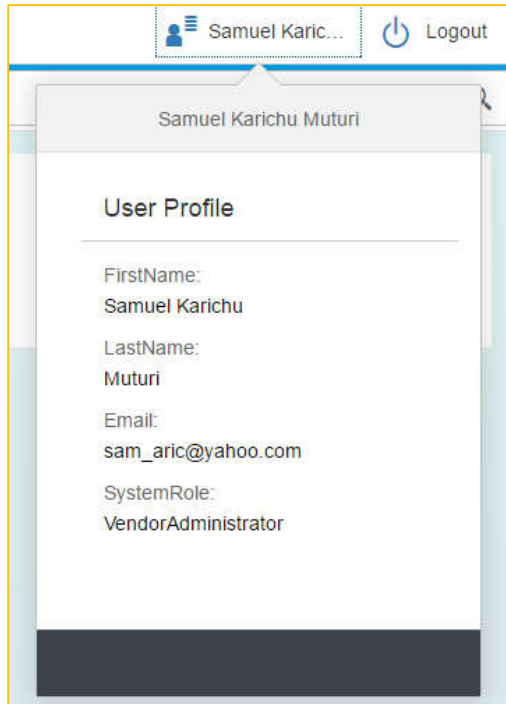 Samuel Karic... Logout
Samuel Karichu Muturi
User Profile
FirstName:
Samuel Karichu
LastName:
Muturi
Email:
sam_aric@yahoo.com
SystemRole:
VendorAdministrator